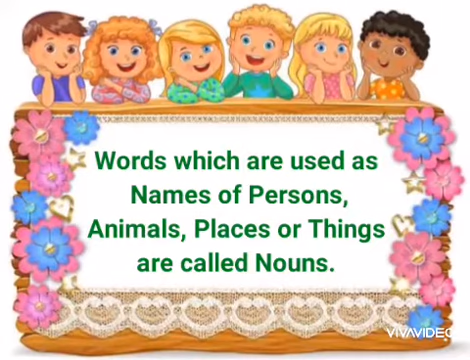 Words which are used as
Names of Persons,
Animals, Places or Things
are called Nouns.
VIVAVIDEO